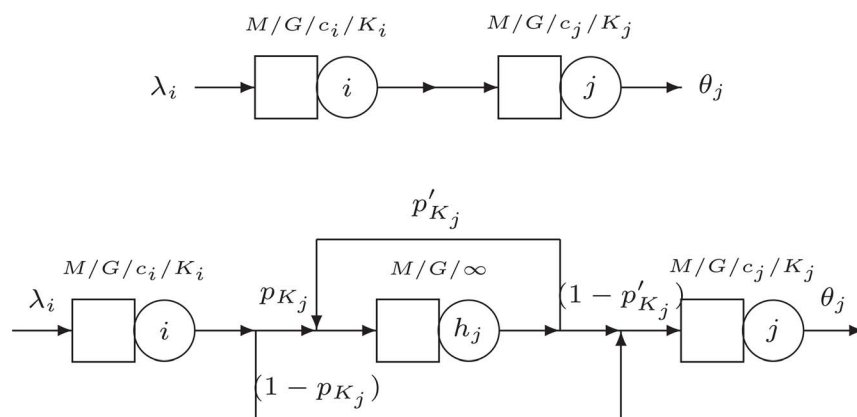 M/G/c_i/K_i M/G/c_j/K_j
λ_i i j θ_j
p'_{K_j}
M/G/c_i/K_i M/G/∞ M/G/c_j/K_j
λ_i p_{K_j} (1 − p'_{K_j}) θ_j
i h_j j
(1 − p_{K_j})